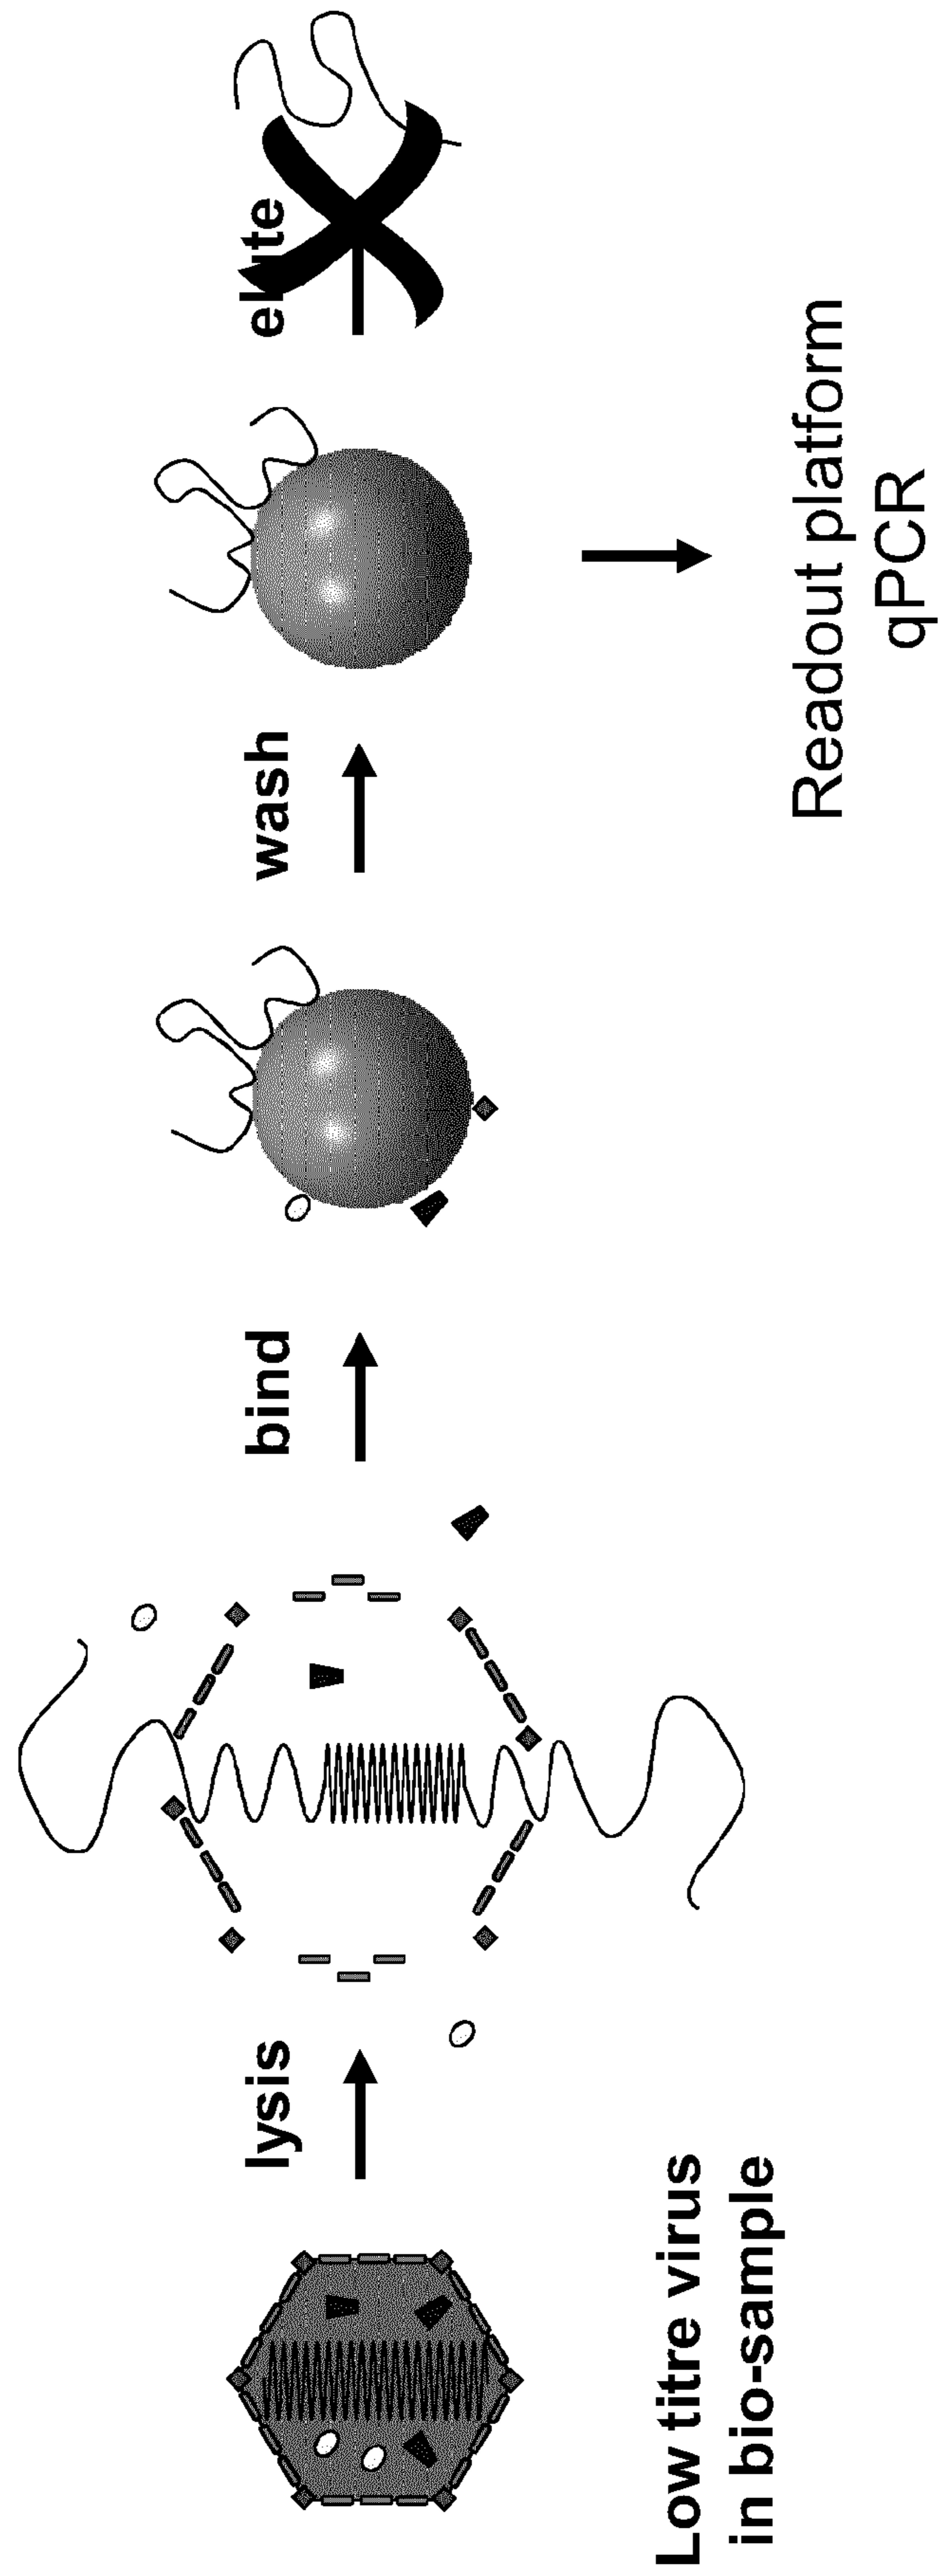 Low titre virus
in bio-sample
lysis
bind
wash
elute
Readout platform
qPCR